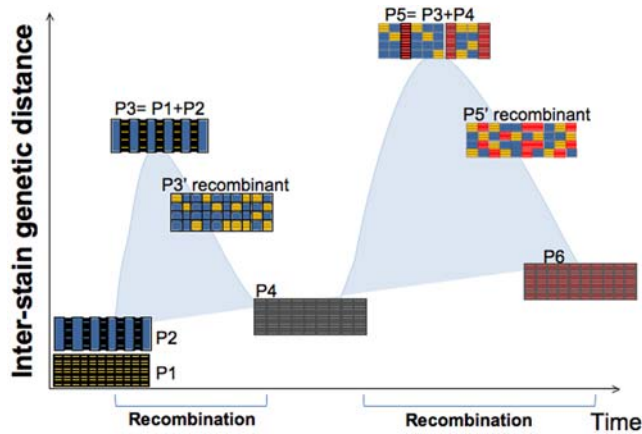 Inter-stain genetic distance
P5= P3+P4
P3= P1+P2
P5' recombinant
P3' recombinant
P6
P4
P2
P1
Recombination
Recombination
Time